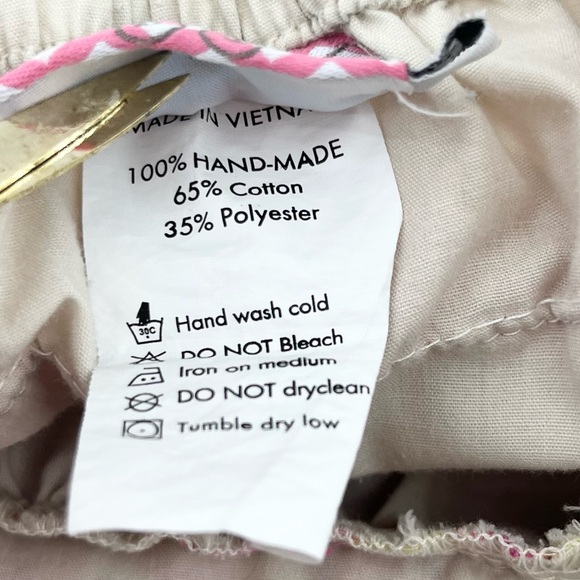 MADE IN VIETNA
100% HAND-MADE
65% Cotton
35% Polyester
30C Hand wash cold
DO NOT Bleach
Iron on medium
DO NOT dryclean
Tumble dry low